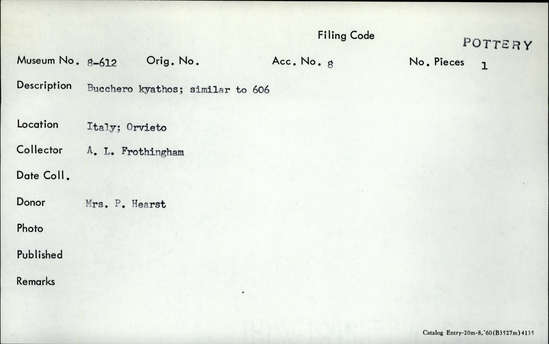 Filing Code
POTTERY
Museum No. 8-612 Orig. No. Acc. No. 8 No. Pieces 1
Description Bucchero kyathos; similar to 606
Location Italy; Orvieto
Collector A. L. Frothingham
Date Coll.
Donor Mrs. P. Hearst
Photo
Published
Remarks
Catalog Entry-20m-8,'60(B3527m)4135